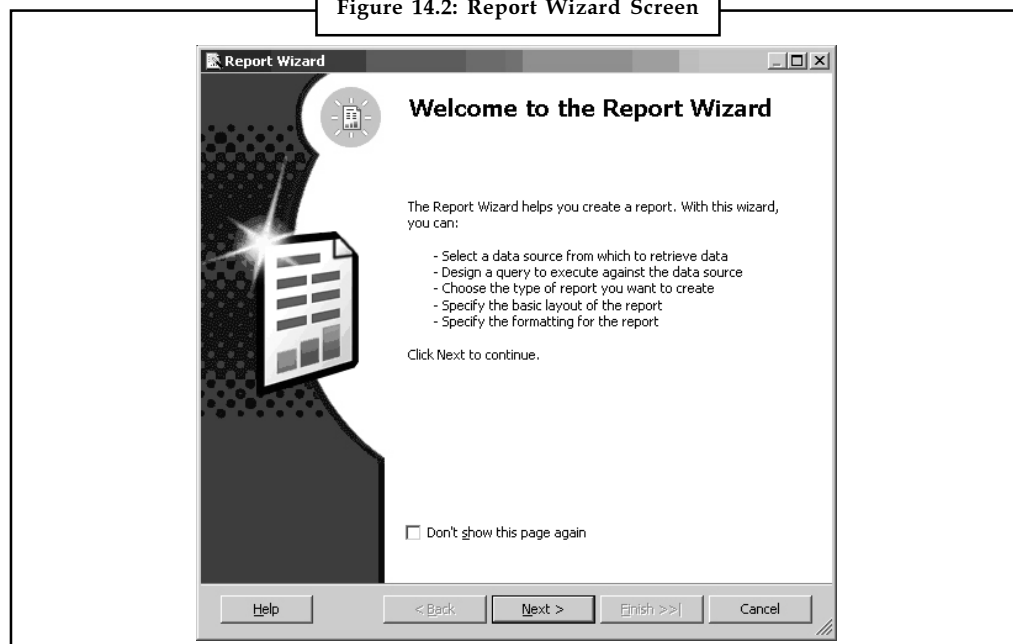 Figure 14.2: Report Wizard Screen
Report Wizard
Welcome to the Report Wizard
The Report Wizard helps you create a report. With this wizard,
you can:
- Select a data source from which to retrieve data
- Design a query to execute against the data source
- Choose the type of report you want to create
- Specify the basic layout of the report
- Specify the formatting for the report
Click Next to continue.
Don't show this page again
Help < Back Next > Finish >>| Cancel